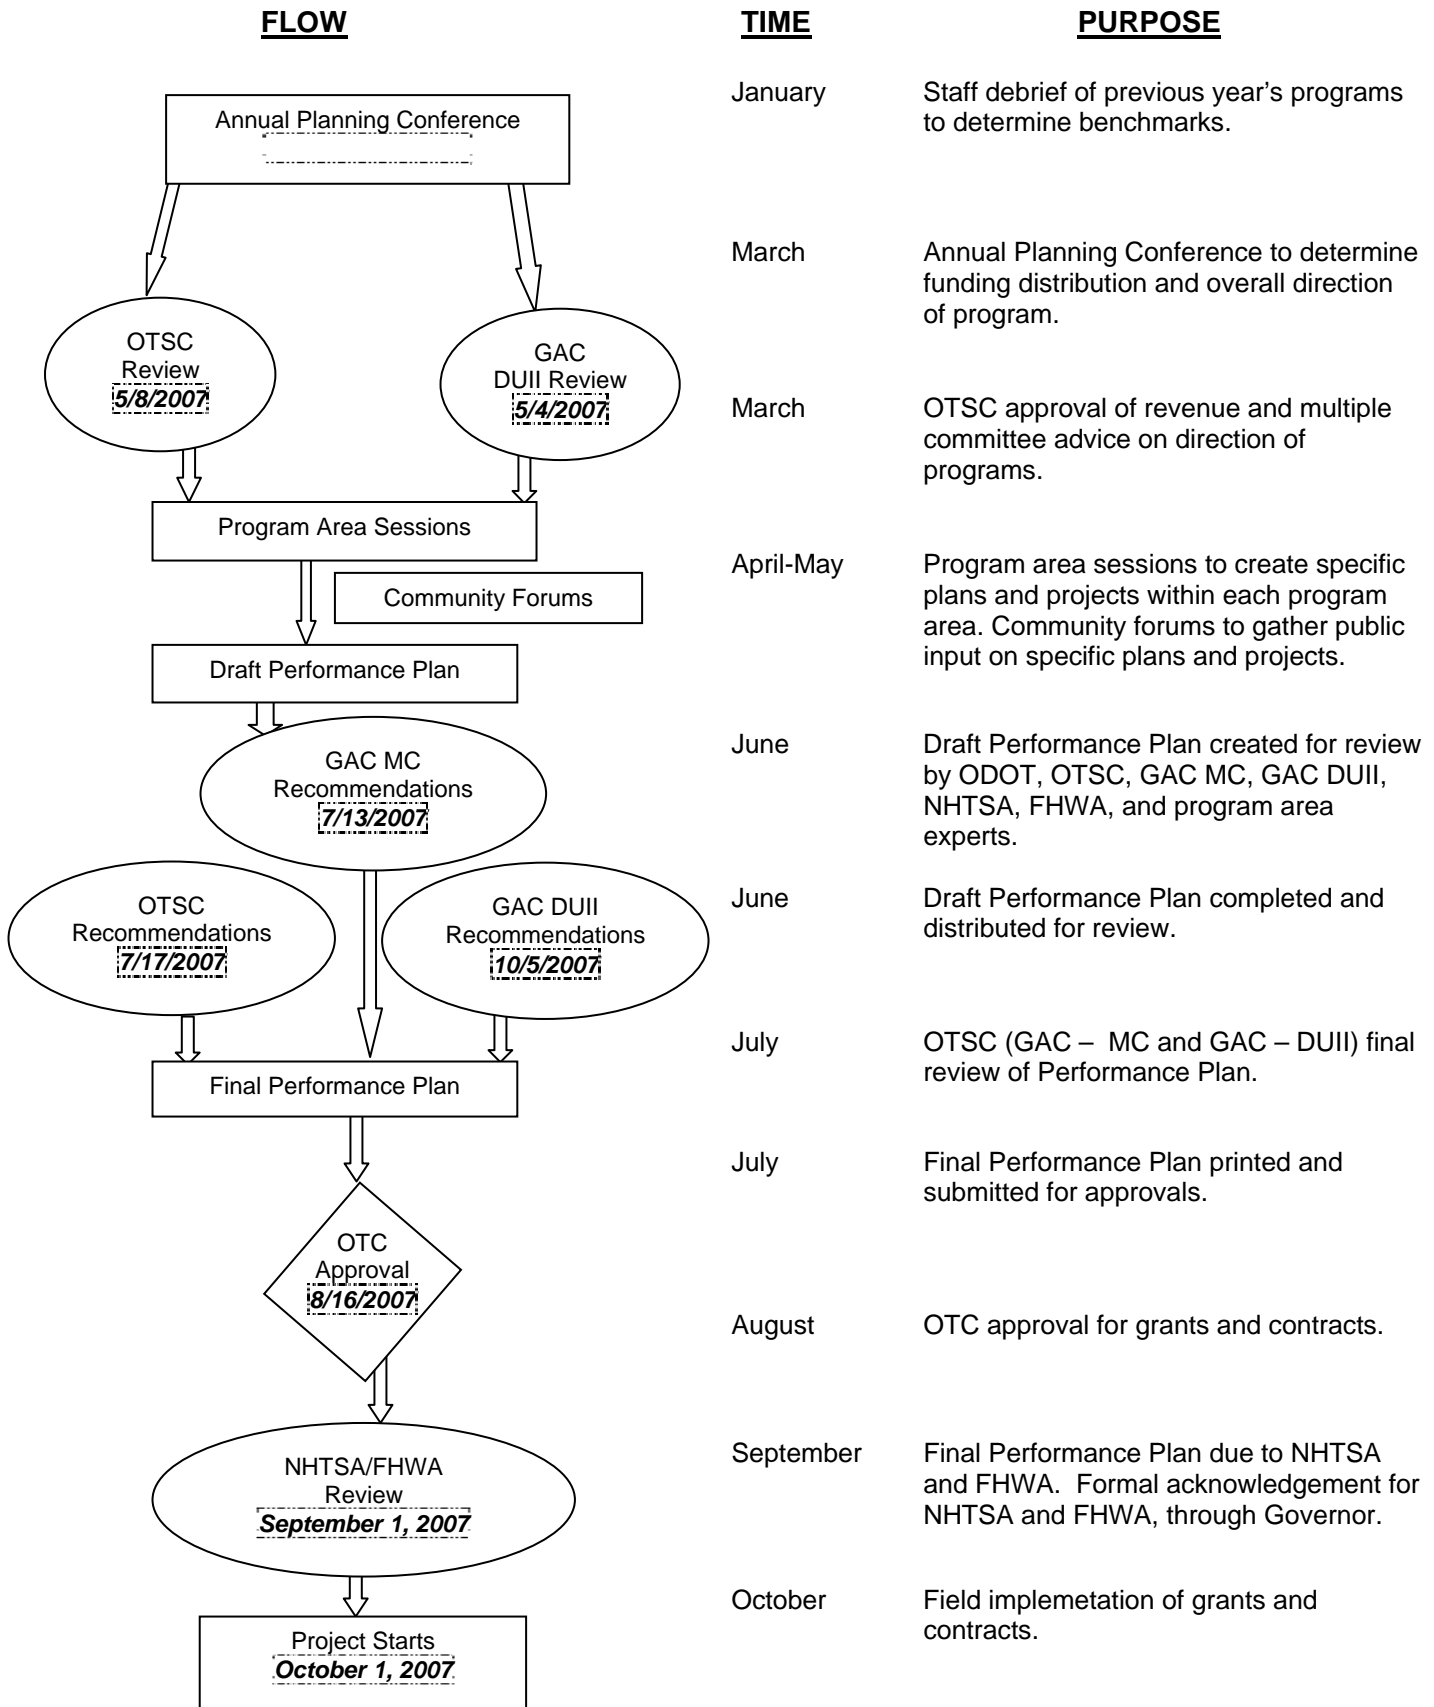 FLOW
TIME
PURPOSE
Annual Planning Conference
OTSC
Review
5/8/2007
GAC
DUII Review
5/4/2007
Program Area Sessions
Community Forums
Draft Performance Plan
GAC MC
Recommendations
7/13/2007
OTSC
Recommendations
7/17/2007
GAC DUII
Recommendations
10/5/2007
Final Performance Plan
OTC
Approval
8/16/2007
NHTSA/FHWA
Review
September 1, 2007
Project Starts
October 1, 2007
January
Staff debrief of previous year’s programs
to determine benchmarks.
March
Annual Planning Conference to determine
funding distribution and overall direction
of program.
March
OTSC approval of revenue and multiple
committee advice on direction of
programs.
April-May
Program area sessions to create specific
plans and projects within each program
area. Community forums to gather public
input on specific plans and projects.
June
Draft Performance Plan created for review
by ODOT, OTSC, GAC MC, GAC DUII,
NHTSA, FHWA, and program area
experts.
June
Draft Performance Plan completed and
distributed for review.
July
OTSC (GAC – MC and GAC – DUII) final
review of Performance Plan.
July
Final Performance Plan printed and
submitted for approvals.
August
OTC approval for grants and contracts.
September
Final Performance Plan due to NHTSA
and FHWA. Formal acknowledgement for
NHTSA and FHWA, through Governor.
October
Field implemetation of grants and
contracts.